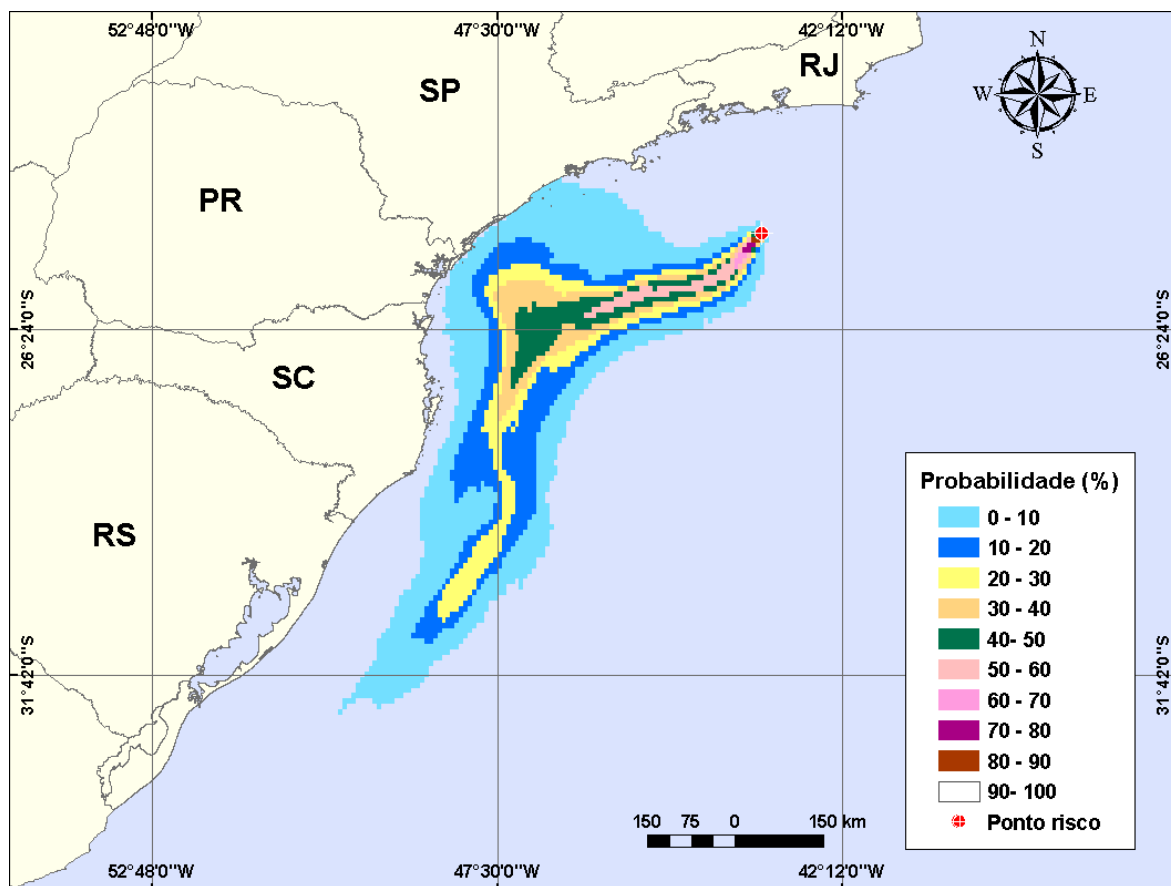 52°48'0"W
47°30'0"W
42°12'0"W
RJ
SP
N
W
E
S
PR
26°24'0"S
26°24'0"S
SC
RS
Probabilidade (%)
0 - 10
10 - 20
20 - 30
30 - 40
40- 50
50 - 60
60 - 70
70 - 80
80 - 90
90- 100
Ponto risco
31°42'0"S
31°42'0"S
150 75 0 150 km
52°48'0"W
47°30'0"W
42°12'0"W